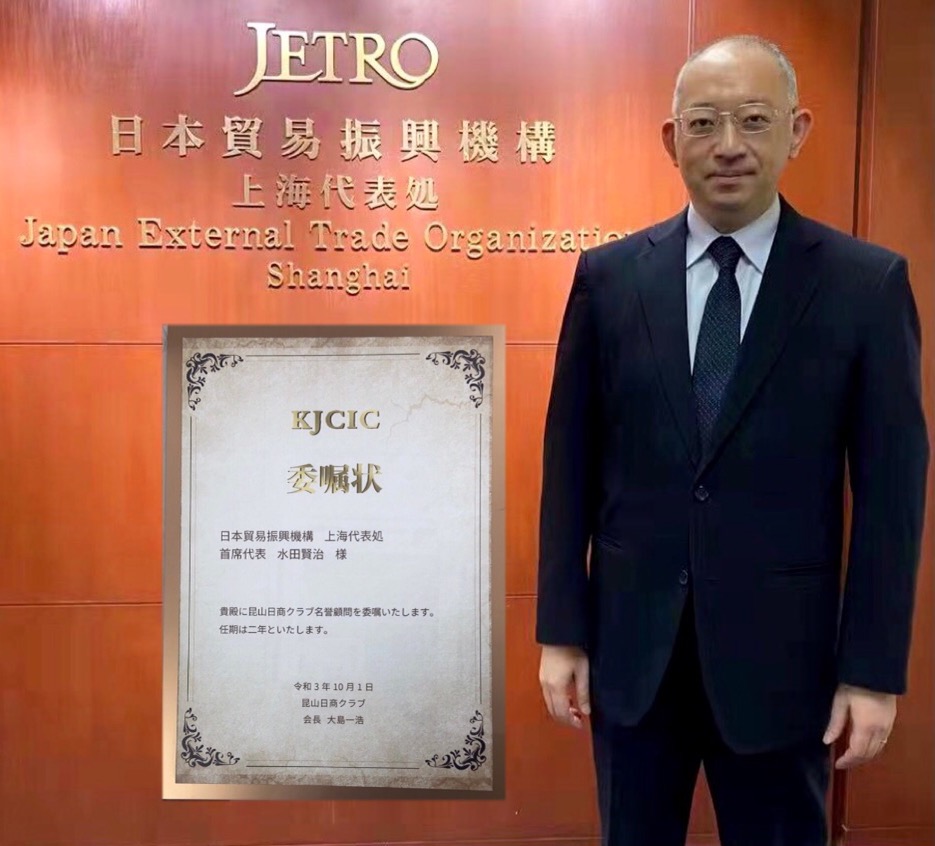 JETRO
日本貿易振興機構
上海代表処
Japan External Trade Organization
Shanghai
KJCIC
委嘱状
日本貿易振興機構 上海代表処
首席代表 水田賢治 様
貴殿に昆山日商クラブ名誉顧問を委嘱いたします。
任期は二年といたします。
令和3年10月1日
昆山日商クラブ
会長 大島一浩